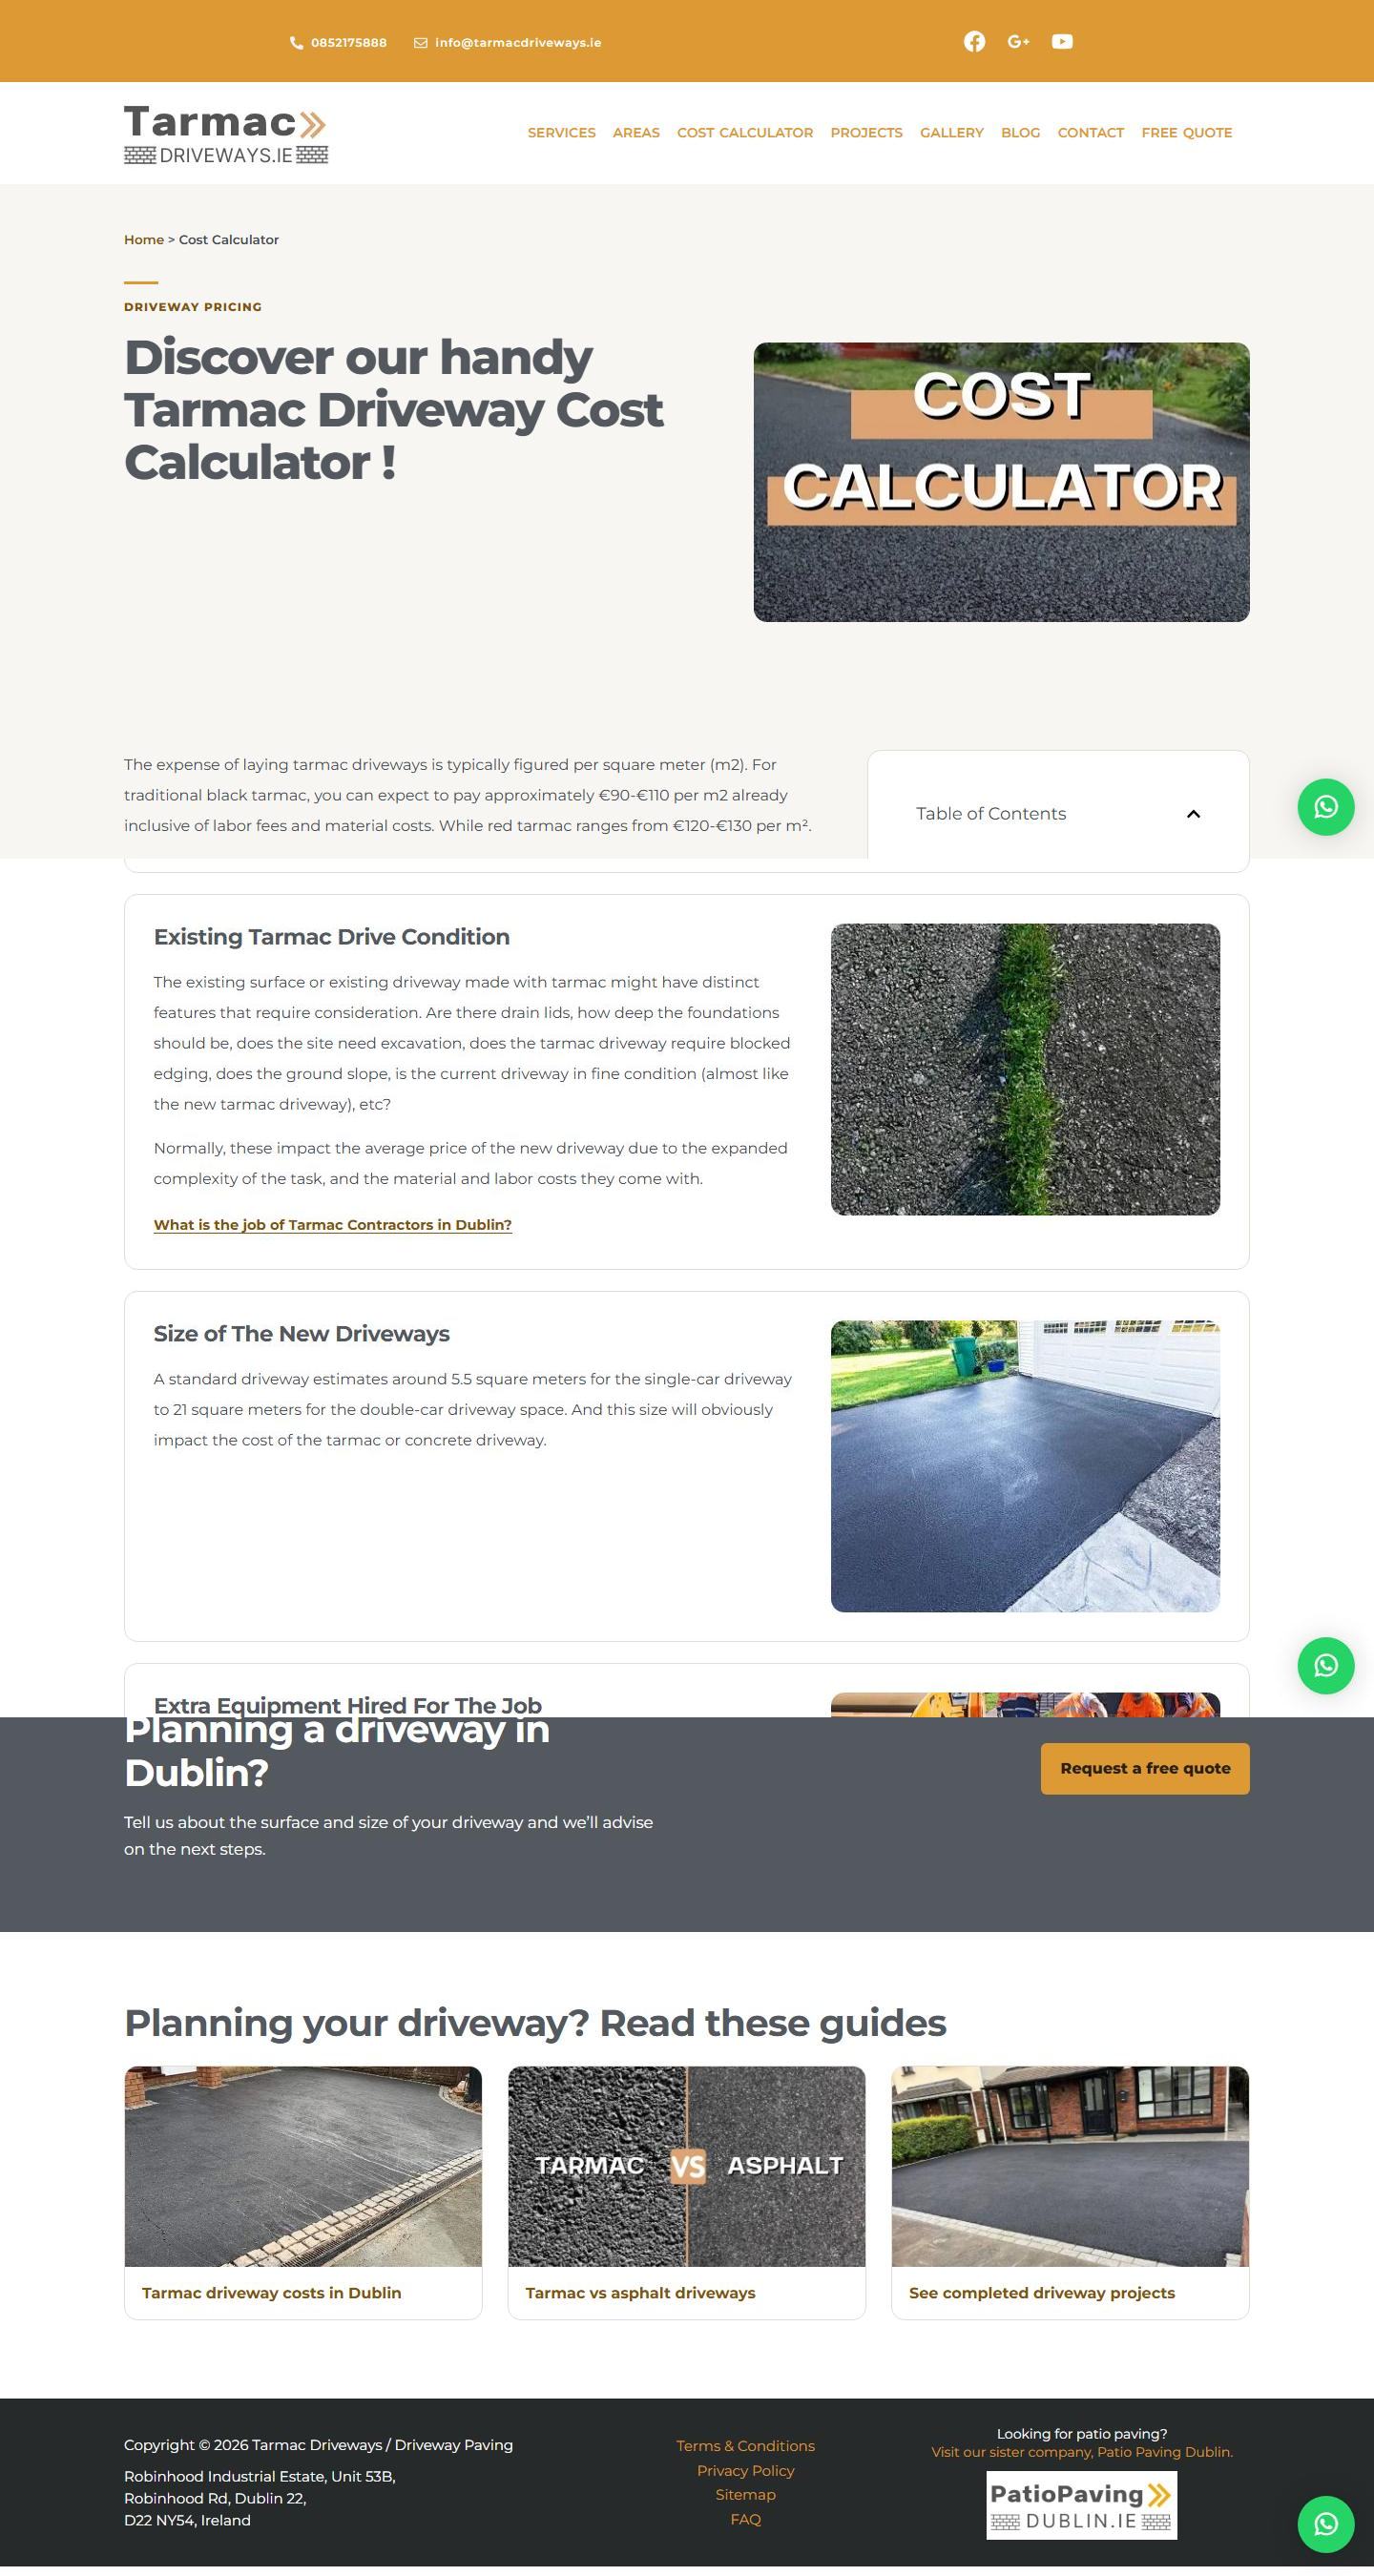 0852175888 info@tarmacdriveways.ie
Tarmac
DRIVEWAYS.IE
SERVICES AREAS COST CALCULATOR PROJECTS GALLERY BLOG CONTACT FREE QUOTE
Home > Cost Calculator
DRIVEWAY PRICING
Discover our handy
Tarmac Driveway Cost
Calculator !
COST
CALCULATOR
The expense of laying tarmac driveways is typically figured per square meter (m2). For
traditional black tarmac, you can expect to pay approximately €90-€110 per m2 already
inclusive of labor fees and material costs. While red tarmac ranges from €120-€130 per m².
Table of Contents
Existing Tarmac Drive Condition
The existing surface or existing driveway made with tarmac might have distinct
features that require consideration. Are there drain lids, how deep the foundations
should be, does the site need excavation, does the tarmac driveway require blocked
edging, does the ground slope, is the current driveway in fine condition (almost like
the new tarmac driveway), etc?
Normally, these impact the average price of the new driveway due to the expanded
complexity of the task, and the material and labor costs they come with.
What is the job of Tarmac Contractors in Dublin?
Size of The New Driveways
A standard driveway estimates around 5.5 square meters for the single-car driveway
to 21 square meters for the double-car driveway space. And this size will obviously
impact the cost of the tarmac or concrete driveway.
Extra Equipment Hired For The Job
Planning a driveway in
Dublin?
Tell us about the surface and size of your driveway and we’ll advise
on the next steps.
Request a free quote
Planning your driveway? Read these guides
TARMAC VS ASPHALT
Tarmac driveway costs in Dublin
Tarmac vs asphalt driveways
See completed driveway projects
Copyright © 2026 Tarmac Driveways / Driveway Paving
Robinhood Industrial Estate, Unit 53B,
Robinhood Rd, Dublin 22,
D22 NY54, Ireland
Terms & Conditions
Privacy Policy
Sitemap
FAQ
Looking for patio paving?
Visit our sister company, Patio Paving Dublin.
PatioPaving
DUBLIN.IE